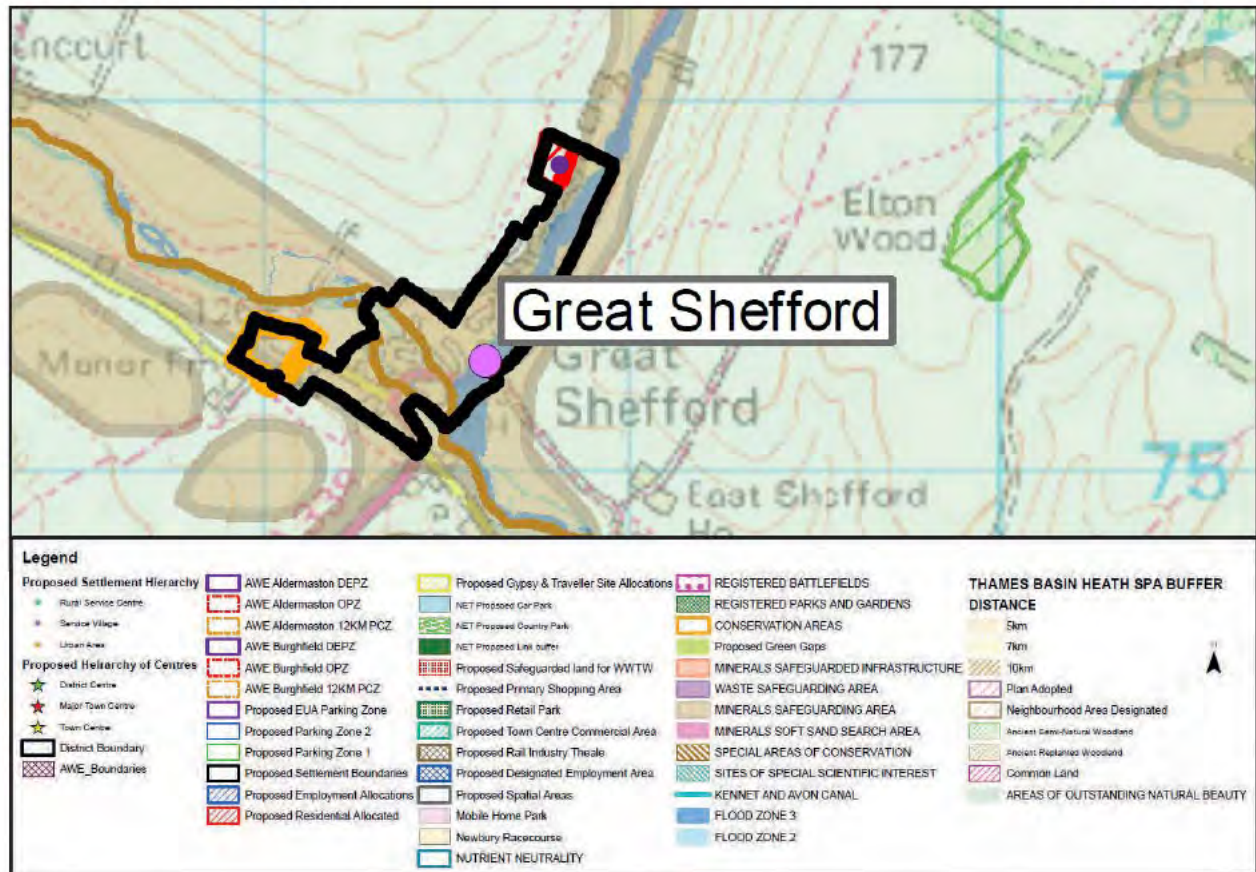 177
76
Elton
Wood
Great Shefford
Great
Shefford
75
East Shefford
Ho
Legend
Proposed Settlement Hierarchy
Rural Service Centre
Service Village
Urban Area
Proposed Heirarchy of Centres
District Centre
Major Town Centre
Town Centre
District Boundary
AWE_Boundaries
AWE Aldermaston DEPZ
AWE Aldermaston OPZ
AWE Aldermaston 12KM PCZ
AWE Burghfield DEPZ
AWE Burghfield OPZ
AWE Burghfield 12KM PCZ
Proposed EUA Parking Zone
Proposed Parking Zone 2
Proposed Parking Zone 1
Proposed Settlement Boundaries
Proposed Employment Allocations
Proposed Residential Allocated
Proposed Gypsy & Traveller Site Allocations
NET Proposed Car Park
NET Proposed Country Park
NET Proposed Link buffer
Proposed Safeguarded land for WWTW
Proposed Primary Shopping Area
Proposed Retail Park
Proposed Town Centre Commercial Area
Proposed Rail Industry Theale
Proposed Designated Employment Area
Proposed Spatial Areas
Mobile Home Park
Newbury Racecourse
NUTRIENT NEUTRALITY
REGISTERED BATTLEFIELDS
REGISTERED PARKS AND GARDENS
CONSERVATION AREAS
Proposed Green Gaps
MINERALS SAFEGUARDED INFRASTRUCTURE
WASTE SAFEGUARDING AREA
MINERALS SAFEGUARDING AREA
MINERALS SOFT SAND SEARCH AREA
SPECIAL AREAS OF CONSERVATION
SITES OF SPECIAL SCIENTIFIC INTEREST
KENNET AND AVON CANAL
FLOOD ZONE 3
FLOOD ZONE 2
THAMES BASIN HEATH SPA BUFFER
DISTANCE
5km
7km
10km
Plan Adopted
Neighbourhood Area Designated
Ancient Semi-Natural Woodland
Ancient Replanted Woodland
Common Land
AREAS OF OUTSTANDING NATURAL BEAUTY